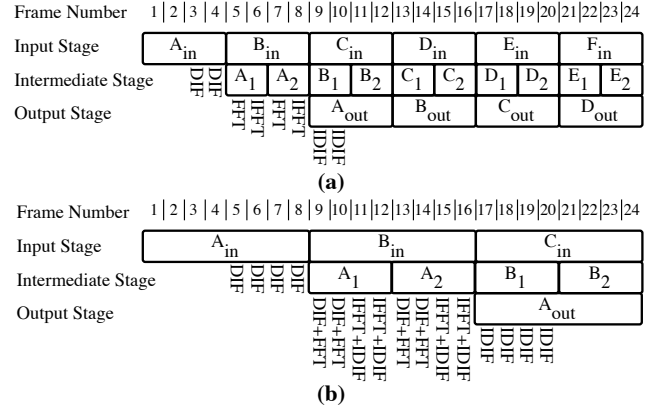 Frame Number 1 | 2 | 3 | 4 | 5 | 6 | 7 | 8 | 9 |10|11|12|13|14|15|16|17|18|19|20|21|22|23|24
Input Stage A_in B_in C_in D_in E_in F_in
Intermediate Stage A_1 A_2 B_1 B_2 C_1 C_2 D_1 D_2 E_1 E_2
DIF DIF
Output Stage A_out B_out C_out D_out
FFT IFFT FFT IFFT
IDIF IDIF
(a)
Frame Number 1 | 2 | 3 | 4 | 5 | 6 | 7 | 8 | 9 |10|11|12|13|14|15|16|17|18|19|20|21|22|23|24
Input Stage A_in B_in C_in
Intermediate Stage A_1 A_2 B_1 B_2
DIF DIF DIF DIF
Output Stage A_out
DIF+FFT DIF+FFT IFFT+IDIF IFFT+IDIF DIF+FFT DIF+FFT IFFT+IDIF IFFT+IDIF
IDIF IDIF IDIF IDIF
(b)